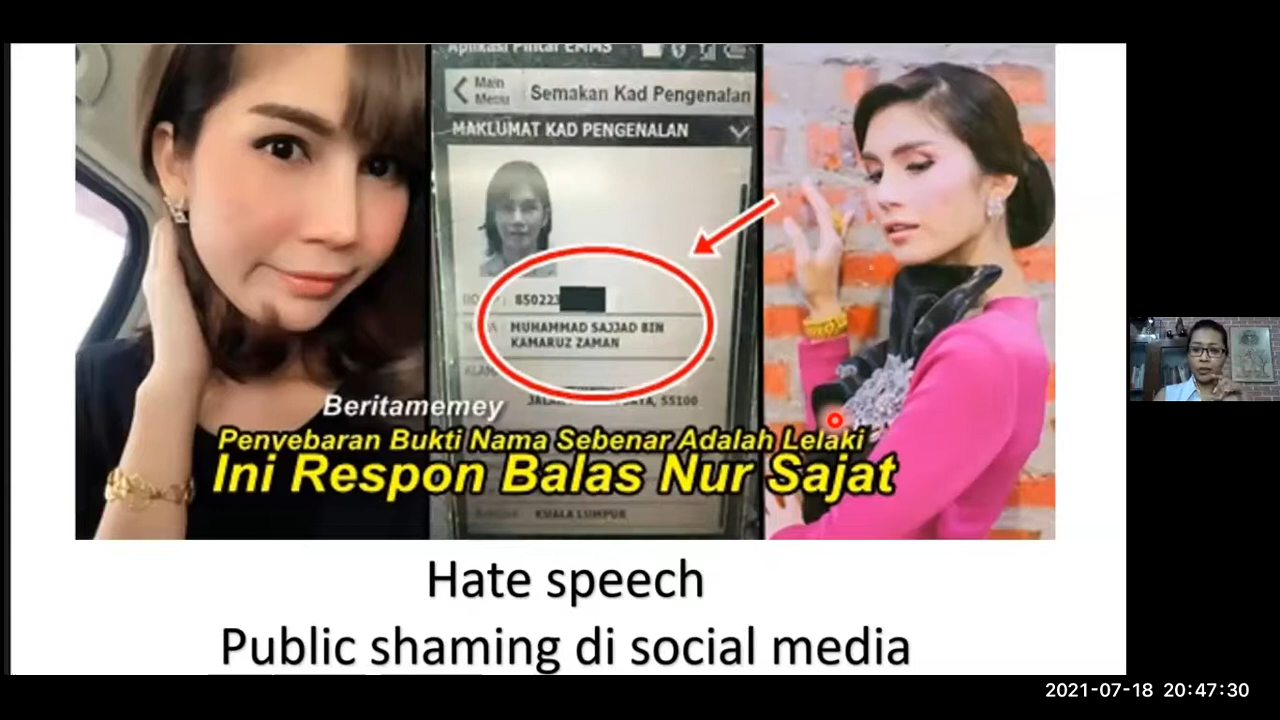 Aplikasi Pintar EMMS
Main Menu
Semakan Kad Pengenalan
MAKLUMAT KAD PENGENALAN
850223
MUHAMMAD SAJJAD BIN
KAMARUZ ZAMAN
55100
KUALA LUMPUR
Beritamemey
Penyebaran Bukti Nama Sebenar Adalah Lelaki
Ini Respon Balas Nur Sajat
Hate speech
Public shaming di social media
2021-07-18 20:47:30